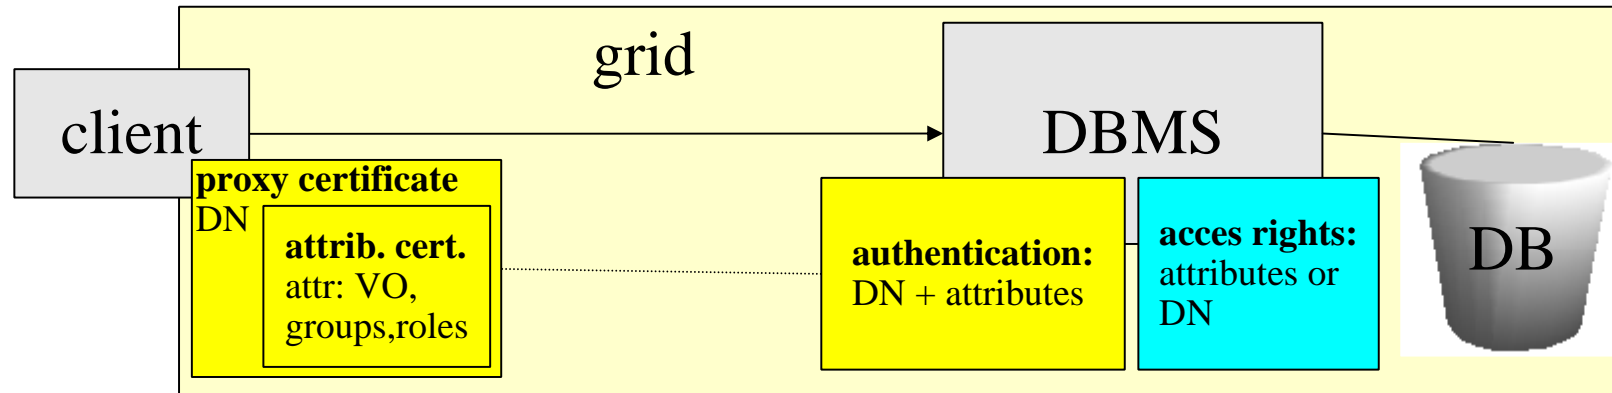 grid
client
DBMS
proxy certificate
DN
attrib. cert.
attr: VO,
groups,roles
authentication:
DN + attributes
acces rights:
attributes or
DN
DB